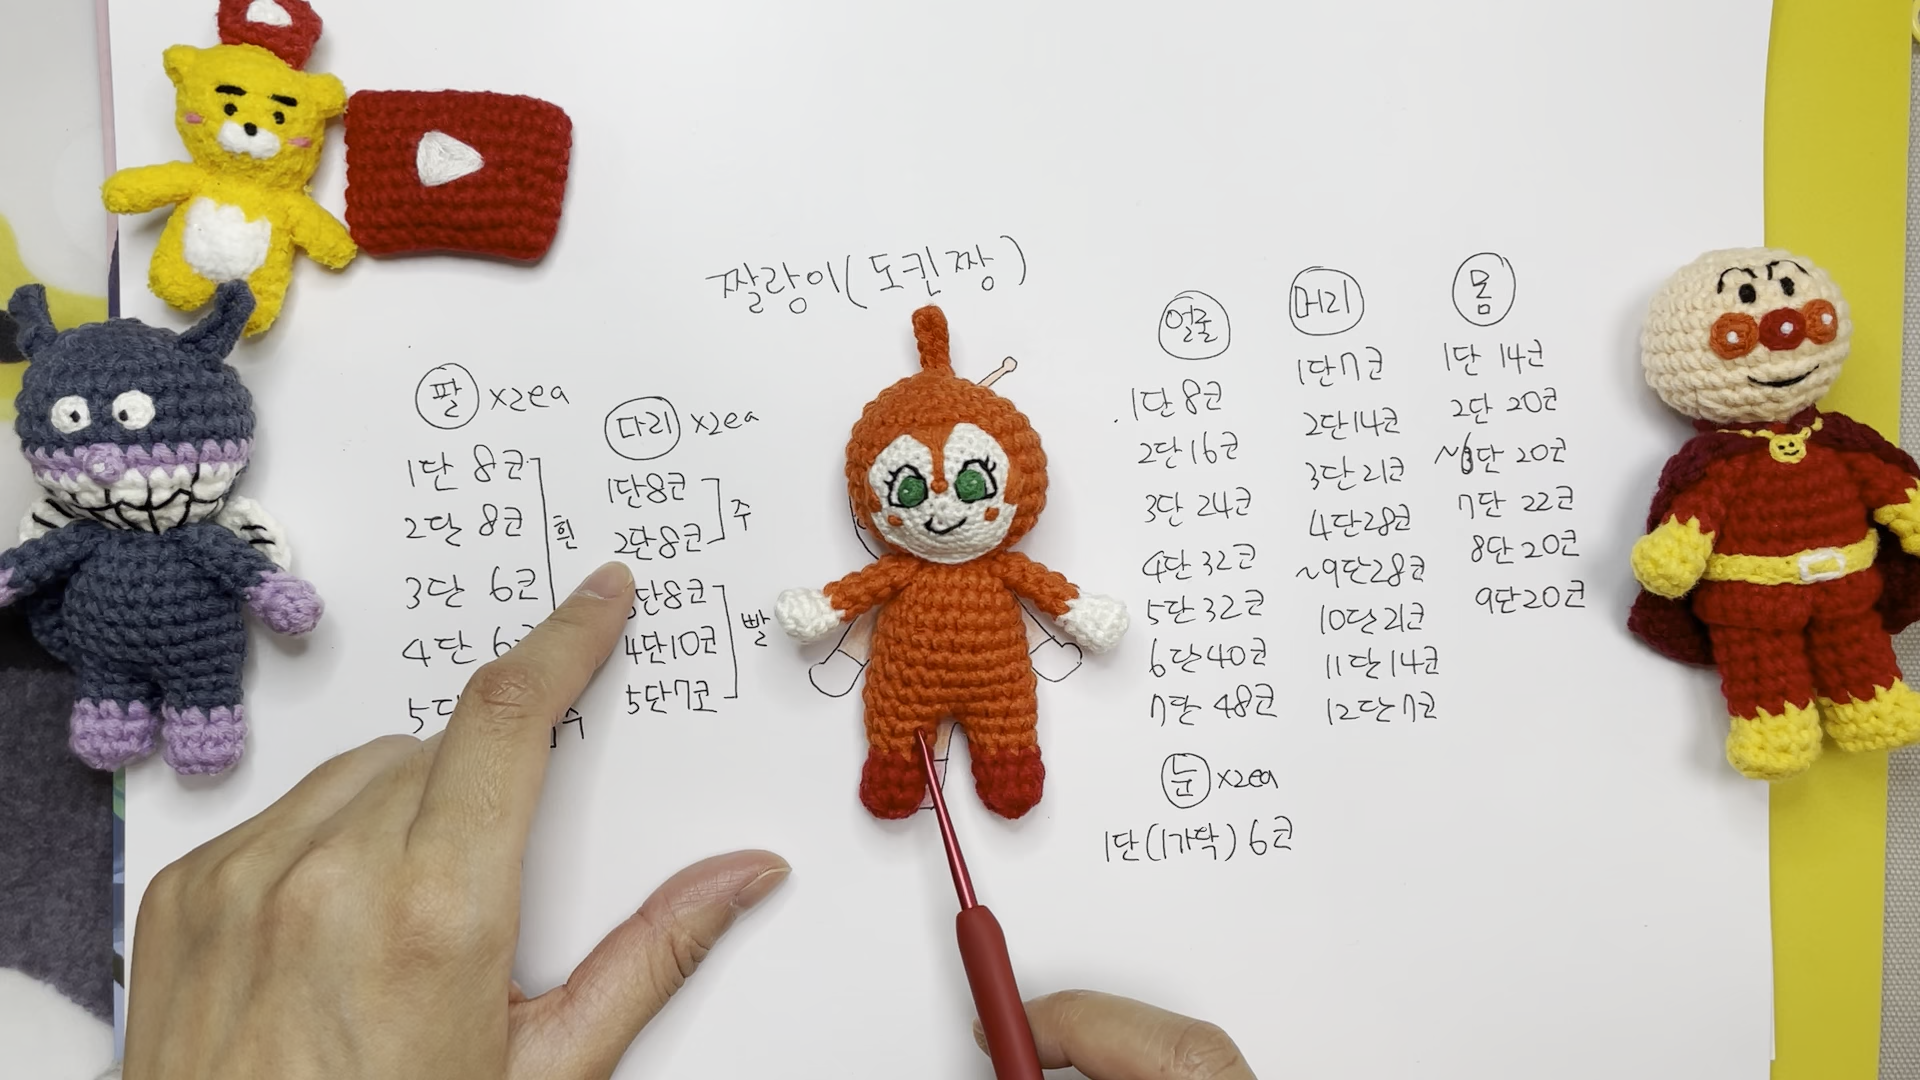 짤랑이(도킨짱)
팔 x2ea
1단 8코
2단 8코
3단 6코
4단 6코
5단
흰
주
다리 x2ea
1단8코
2단8코
주
3단8코
4단10코
5단7코
빨
얼굴
1단 8코
2단 16코
3단 24코
4단 32코
5단 32코
6단 40코
7단 48코
머리
1단 7코
2단 14코
3단 21코
4단 28코
~9단 28코
10단 21코
11단 14코
12단 7코
몸
1단 14코
2단 20코
~6단 20코
7단 22코
8단 20코
9단 20코
눈 x2ea
1단(1가닥) 6코